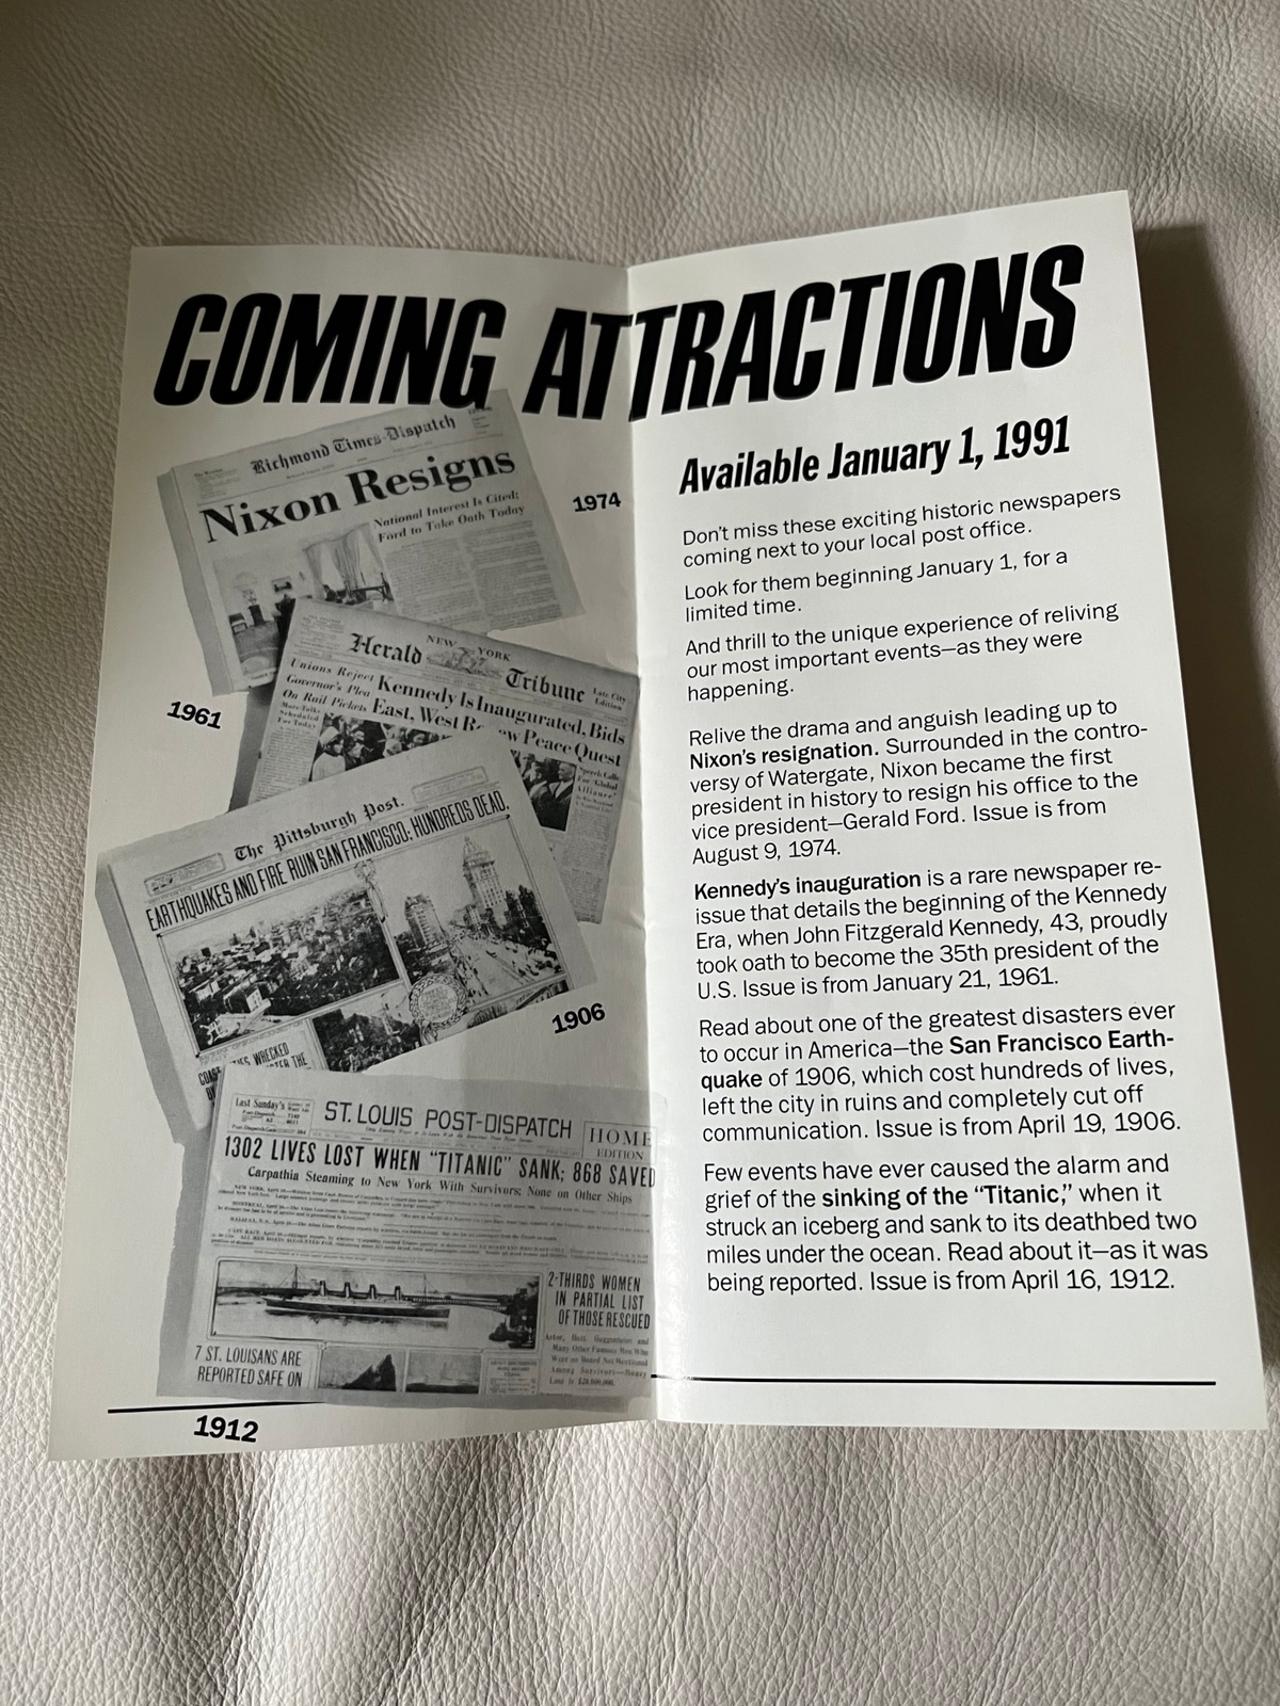 COMING ATTRACTIONS
Richmond Times-Dispatch
Nixon Resigns
National Interest Is Cited;
Ford to Take Oath Today
1974
Herald NEW YORK Tribune
Late City
Edition
Unions Reject
Governor's Plea
On Rail Pickets
Kennedy Is Inaugurated, Bids
East, West
Peace Quest
1961
The Pittsburgh Post.
EARTHQUAKES AND FIRE RUIN SAN FRANCISCO; HUNDREDS DEAD.
WRECKED
THE
1906
Last Sunday's
ST. LOUIS POST-DISPATCH
HOME
EDITION
1302 LIVES LOST WHEN "TITANIC" SANK; 868 SAVED
Carpathia Steaming to New York With Survivors; None on Other Ships
2-THIRDS WOMEN
IN PARTIAL LIST
OF THOSE RESCUED
7 ST. LOUISANS ARE
REPORTED SAFE ON
1912
Available January 1, 1991
Don't miss these exciting historic newspapers
coming next to your local post office.
Look for them beginning January 1, for a
limited time.
And thrill to the unique experience of reliving
our most important events—as they were
happening.
Relive the drama and anguish leading up to
Nixon's resignation. Surrounded in the contro-
versy of Watergate, Nixon became the first
president in history to resign his office to the
vice president—Gerald Ford. Issue is from
August 9, 1974.
Kennedy's inauguration is a rare newspaper re-
issue that details the beginning of the Kennedy
Era, when John Fitzgerald Kennedy, 43, proudly
took oath to become the 35th president of the
U.S. Issue is from January 21, 1961.
Read about one of the greatest disasters ever
to occur in America—the San Francisco Earth-
quake of 1906, which cost hundreds of lives,
left the city in ruins and completely cut off
communication. Issue is from April 19, 1906.
Few events have ever caused the alarm and
grief of the sinking of the "Titanic," when it
struck an iceberg and sank to its deathbed two
miles under the ocean. Read about it—as it was
being reported. Issue is from April 16, 1912.